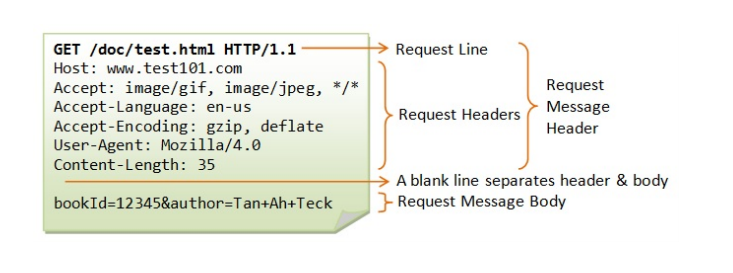 GET /doc/test.html HTTP/1.1
Request Line
Host: www.test101.com
Accept: image/gif, image/jpeg, */*
Accept-Language: en-us
Accept-Encoding: gzip, deflate
User-Agent: Mozilla/4.0
Content-Length: 35
Request Headers
Request
Message
Header
A blank line separates header & body
bookId=12345&author=Tan+Ah+Teck
Request Message Body